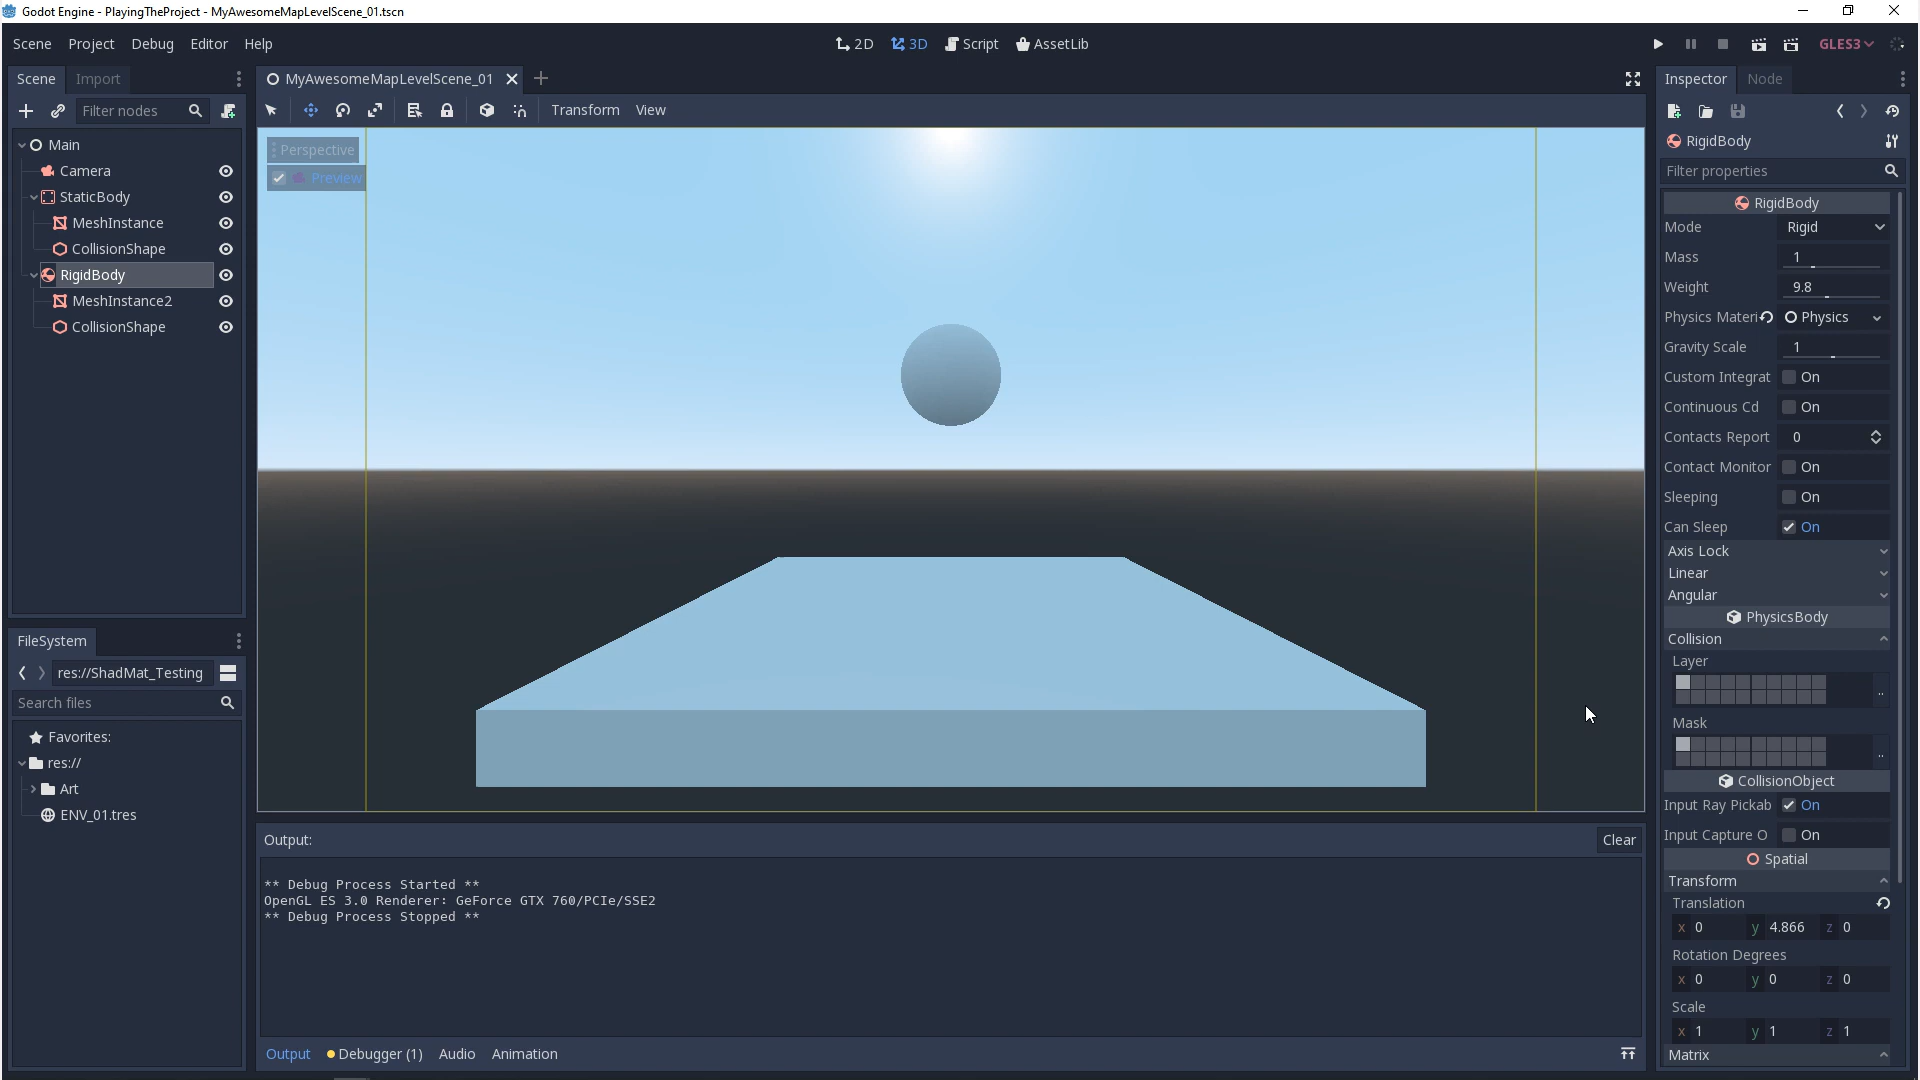 Godot Engine - PlayingTheProject - MyAwesomeMapLevelScene_01.tscn
Scene Project Debug Editor Help
2D 3D Script AssetLib
GLES3
Scene Import
MyAwesomeMapLevelScene_01
Inspector Node
Filter nodes
Transform View
Main
Camera
StaticBody
MeshInstance
CollisionShape
RigidBody
MeshInstance2
CollisionShape
Perspective
Preview
RigidBody
Filter properties
RigidBody
Mode Rigid
Mass 1
Weight 9.8
Physics Materi Physics
Gravity Scale 1
Custom Integrat On
Continuous Cd On
Contacts Report 0
Contact Monitor On
Sleeping On
Can Sleep On
Axis Lock
Linear
Angular
PhysicsBody
Collision
Layer
..
Mask
..
CollisionObject
Input Ray Pickab On
Input Capture O On
Spatial
Transform
Translation
x 0 y 4.866 z 0
Rotation Degrees
x 0 y 0 z 0
Scale
x 1 y 1 z 1
Matrix
FileSystem
res://ShadMat_Testing
Search files
Favorites:
res://
Art
ENV_01.tres
Output:
Clear
** Debug Process Started **
OpenGL ES 3.0 Renderer: GeForce GTX 760/PCIe/SSE2
** Debug Process Stopped **
Output Debugger (1) Audio Animation